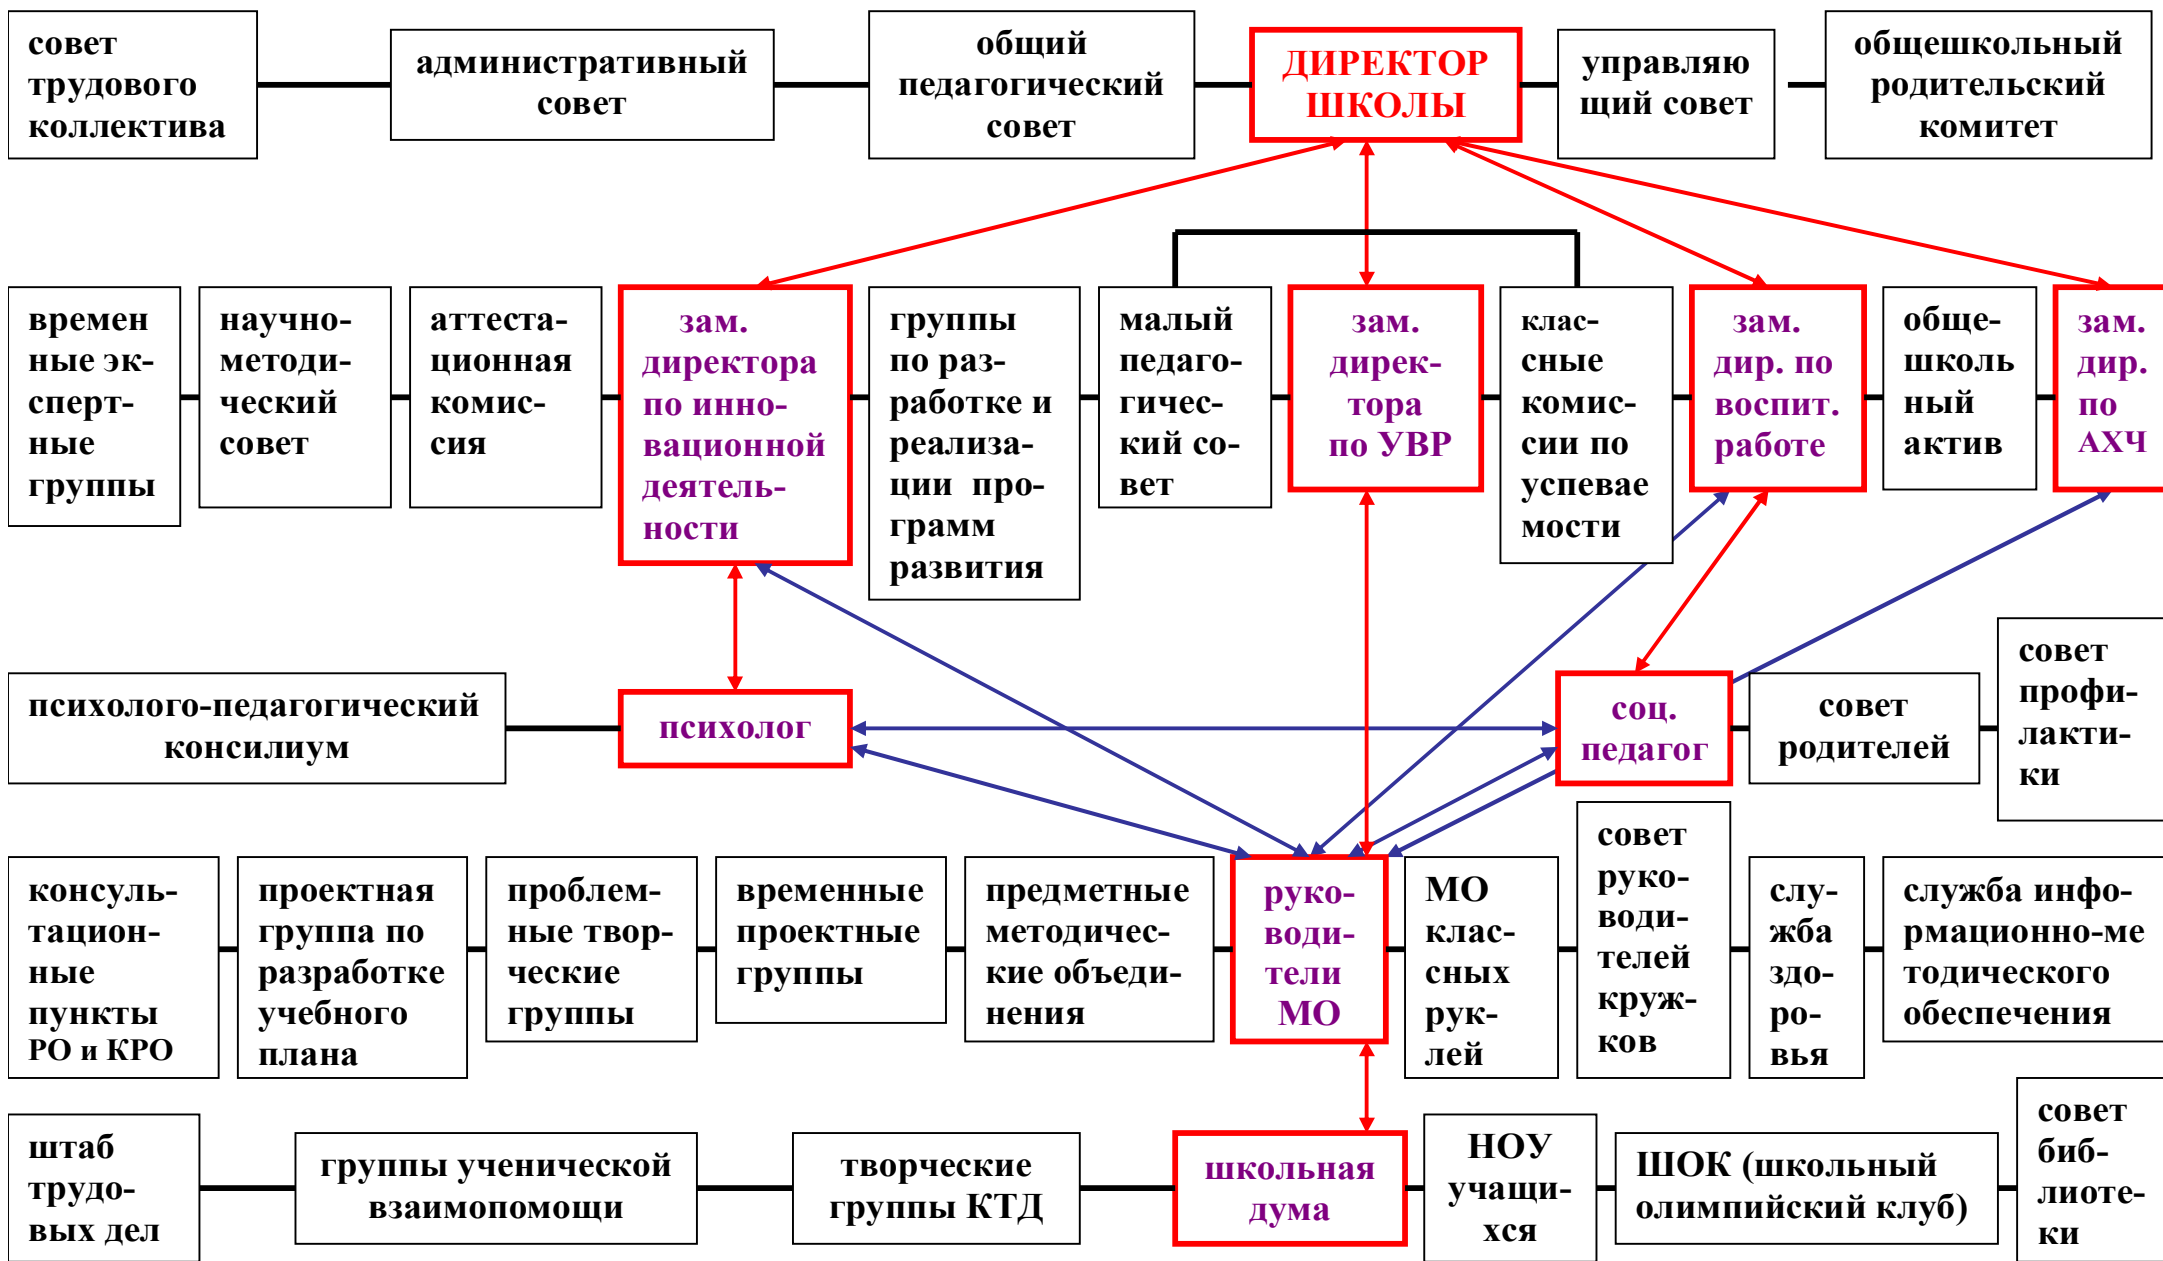 совет
трудового
коллектива
административный
совет
общий
педагогический
совет
ДИРЕКТОР
ШКОЛЫ
управляю
щий совет
общешкольный
родительский
комитет
времен
ные эк-
сперт-
ные
группы
научно-
методи-
ческий
совет
аттеста-
ционная
комис-
сия
зам.
директора
по инно-
вационной
деятель-
ности
группы
по раз-
работке и
реализа-
ции про-
грамм
развития
малый
педаго-
гичес-
кий со-
вет
зам.
дирек-
тора
по УВР
клас-
сные
комис-
сии по
успевае
мости
зам.
дир. по
воспит.
работе
обще-
школь
ный
актив
зам.
дир.
по
АХЧ
психолого-педагогический
консилиум
психолог
соц.
педагог
совет
родителей
совет
профи-
лакти-
ки
консуль-
тацион-
ные
пункты
РО и КРО
проектная
группа по
разработке
учебного
плана
проблем-
ные твор-
ческие
группы
временные
проектные
группы
предметные
методичес-
кие объеди-
нения
руко-
води-
тели
МО
МО
клас-
сных
рук-
лей
совет
руко-
води-
телей
круж-
ков
слу-
жба
здо-
ро-
вья
служба инфо-
рмационно-ме
тодического
обеспечения
штаб
трудо-
вых дел
группы ученической
взаимопомощи
творческие
группы КТД
школьная
дума
НОУ
учащи-
хся
ШОК (школьный
олимпийский клуб)
совет
биб-
лиоте-
ки